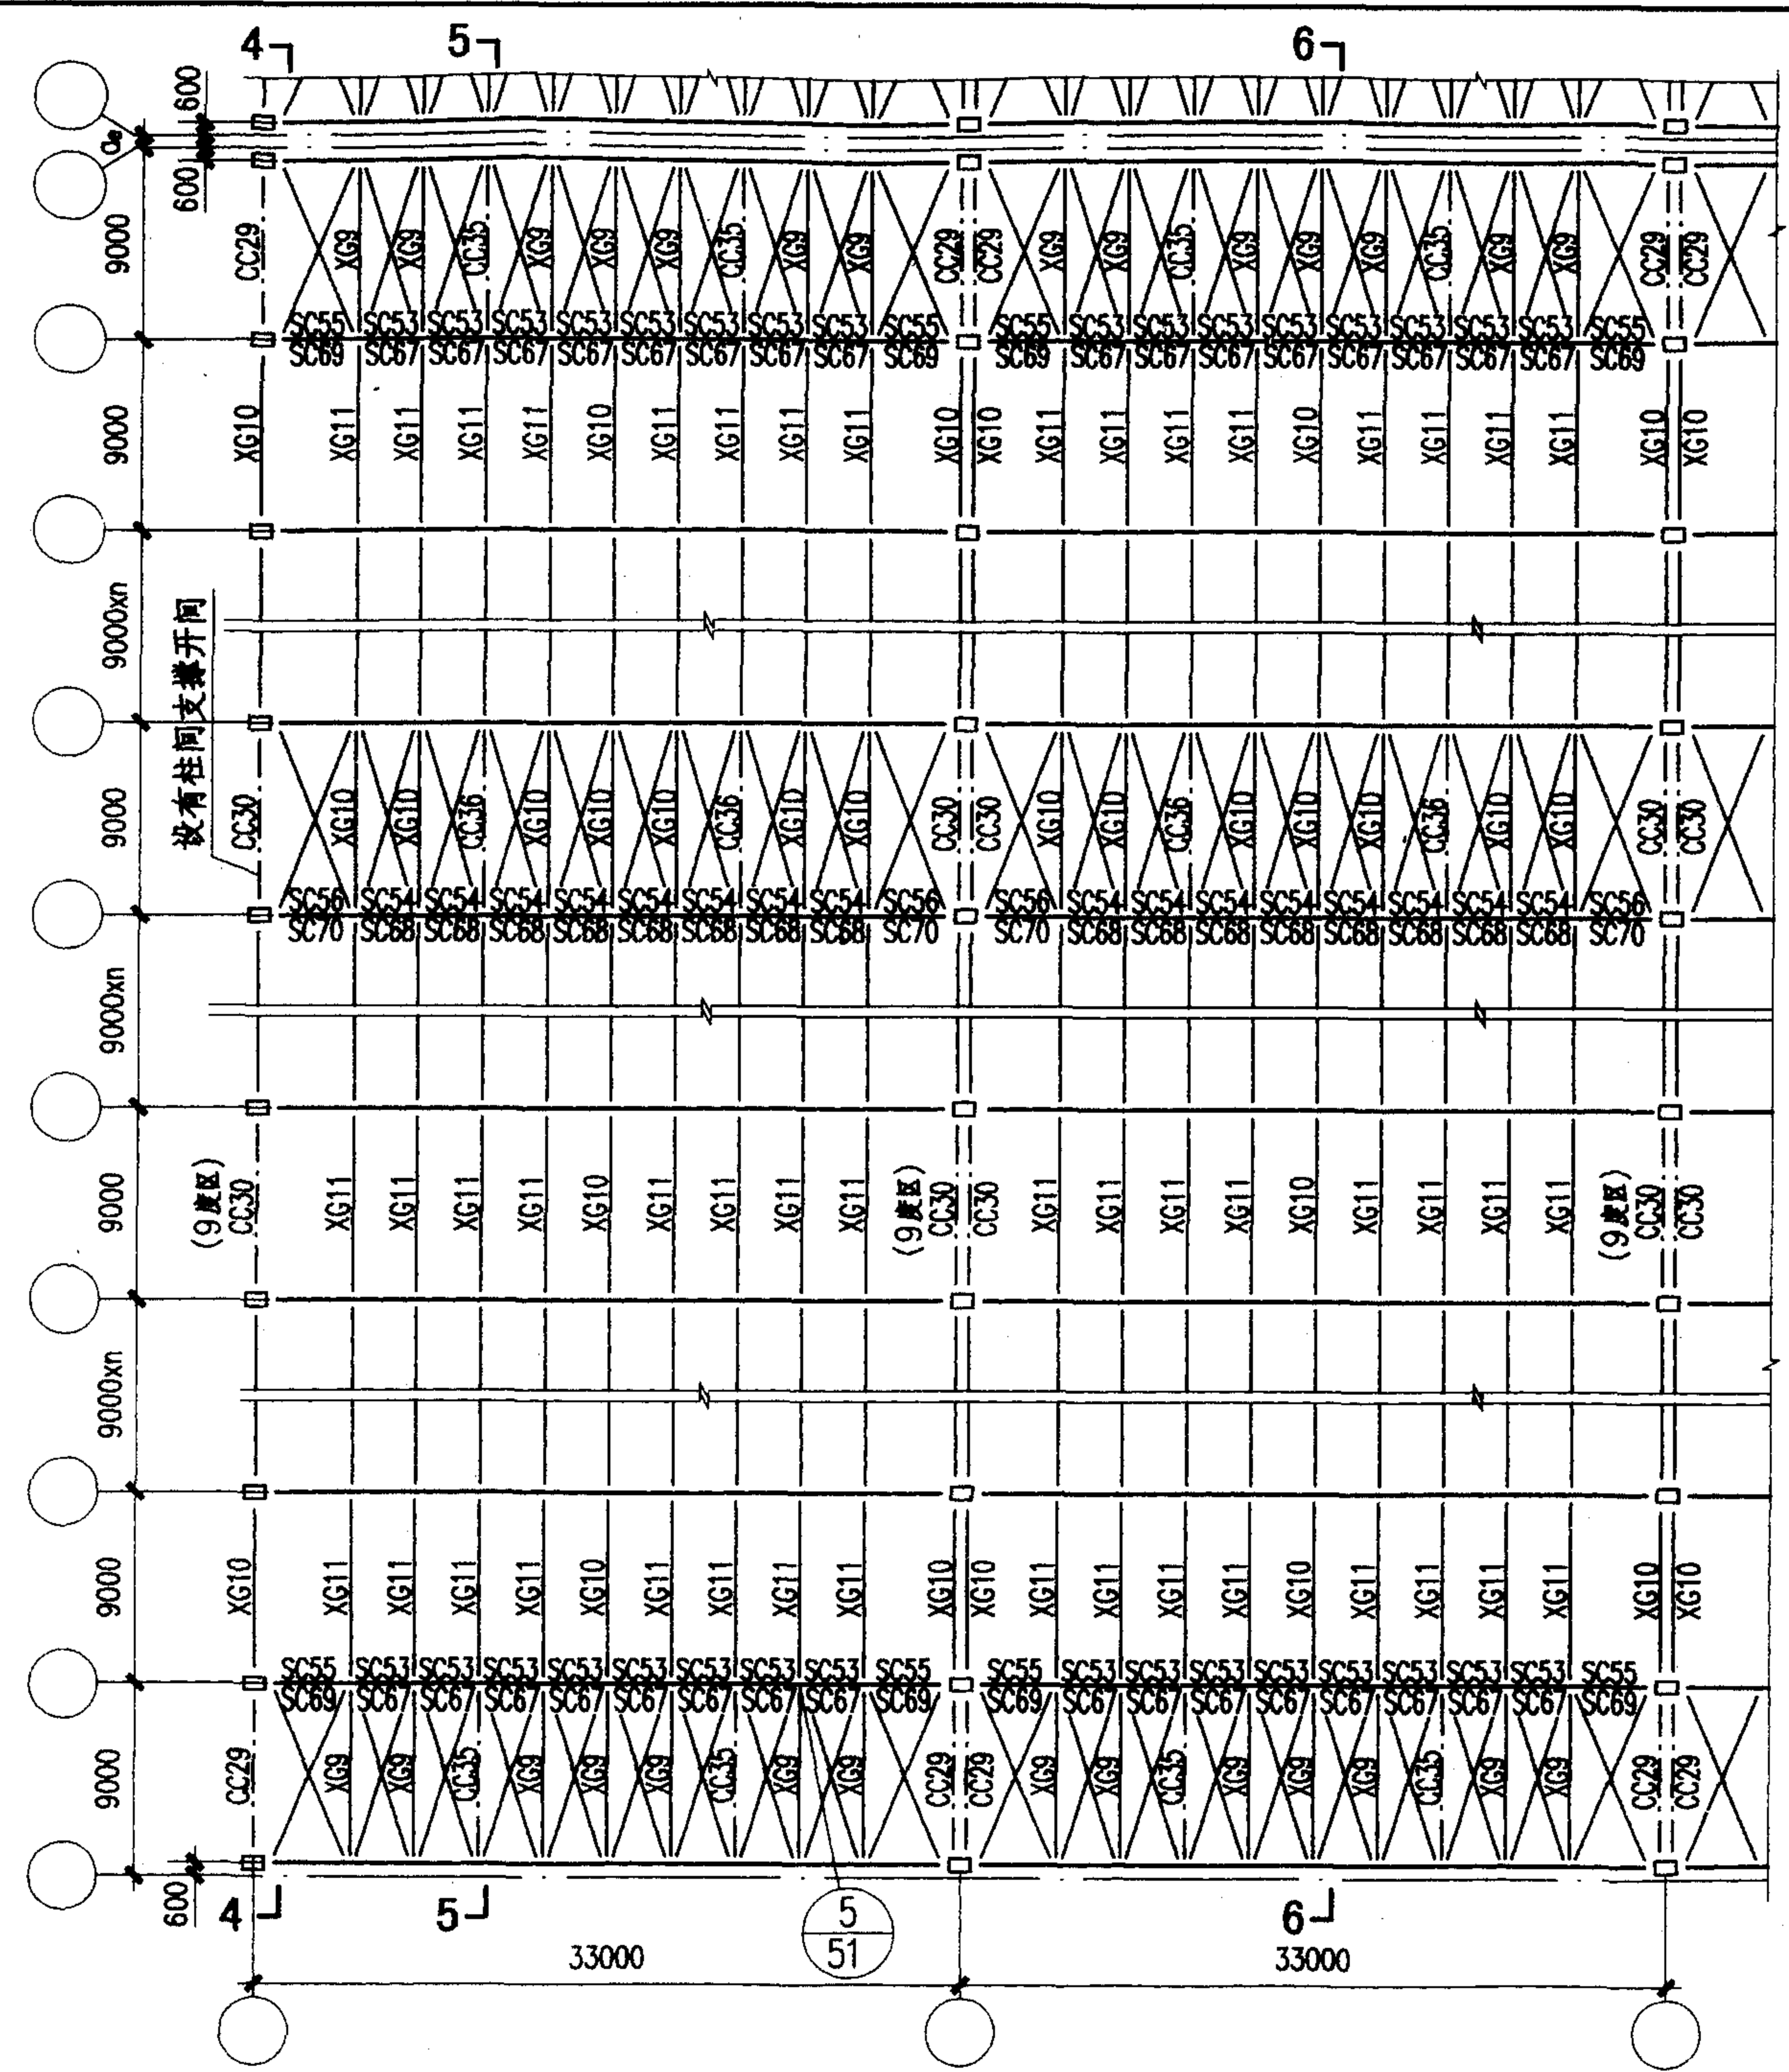 4 5 6
600
ae
600
9000
CC29 XG9 XG9 CC35 XG9 XG9 XG9 CC35 XG9 XG9 CC29 CC29 XG9 XG9 CC35 XG9 XG9 XG9 CC35 XG9 XG9 CC29 CC29
SC55 SC53 SC53 SC53 SC53 SC53 SC53 SC53 SC53 SC55 SC55 SC53 SC53 SC53 SC53 SC53 SC53 SC53 SC53 SC55
SC69 SC67 SC67 SC67 SC67 SC67 SC67 SC67 SC67 SC69 SC69 SC67 SC67 SC67 SC67 SC67 SC67 SC67 SC67 SC69
9000
XG10 XG11 XG11 XG11 XG11 XG10 XG11 XG11 XG11 XG11 XG10 XG10 XG11 XG11 XG11 XG11 XG10 XG11 XG11 XG11 XG11 XG10 XG10
9000xn
设有柱间支撑开间
9000
CC30 XG10 XG10 CC36 XG10 XG10 XG10 CC36 XG10 XG10 CC30 CC30 XG10 XG10 CC36 XG10 XG10 XG10 CC36 XG10 XG10 CC30 CC30
SC56 SC54 SC54 SC54 SC54 SC54 SC54 SC54 SC54 SC56 SC56 SC54 SC54 SC54 SC54 SC54 SC54 SC54 SC54 SC56
SC70 SC68 SC68 SC68 SC68 SC68 SC68 SC68 SC68 SC70 SC70 SC68 SC68 SC68 SC68 SC68 SC68 SC68 SC68 SC70
9000xn
9000
(9度区) (9度区) (9度区)
CC30 XG11 XG11 XG11 XG11 XG10 XG11 XG11 XG11 XG11 CC30 CC30 XG11 XG11 XG11 XG11 XG10 XG11 XG11 XG11 XG11 CC30 CC30
9000xn
9000
XG10 XG11 XG11 XG11 XG11 XG10 XG11 XG11 XG11 XG11 XG10 XG10 XG11 XG11 XG11 XG11 XG10 XG11 XG11 XG11 XG11 XG10 XG10
SC55 SC53 SC53 SC53 SC53 SC53 SC53 SC53 SC53 SC55 SC55 SC53 SC53 SC53 SC53 SC53 SC53 SC53 SC53 SC55
SC69 SC67 SC67 SC67 SC67 SC67 SC67 SC67 SC67 SC69 SC69 SC67 SC67 SC67 SC67 SC67 SC67 SC67 SC67 SC69
9000
CC29 XG9 XG9 CC35 XG9 XG9 XG9 CC35 XG9 XG9 CC29 CC29 XG9 XG9 CC35 XG9 XG9 XG9 CC35 XG9 XG9 CC29 CC29
600
4 5 6
5
51
33000 33000